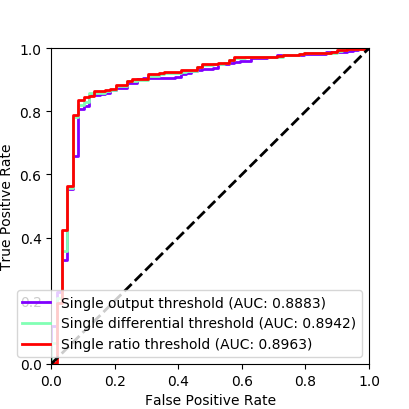 1.0
0.8
0.6
0.4
0.2
0.0
True Positive Rate
Single output threshold (AUC: 0.8883)
Single differential threshold (AUC: 0.8942)
Single ratio threshold (AUC: 0.8963)
0.0 0.2 0.4 0.6 0.8 1.0
False Positive Rate